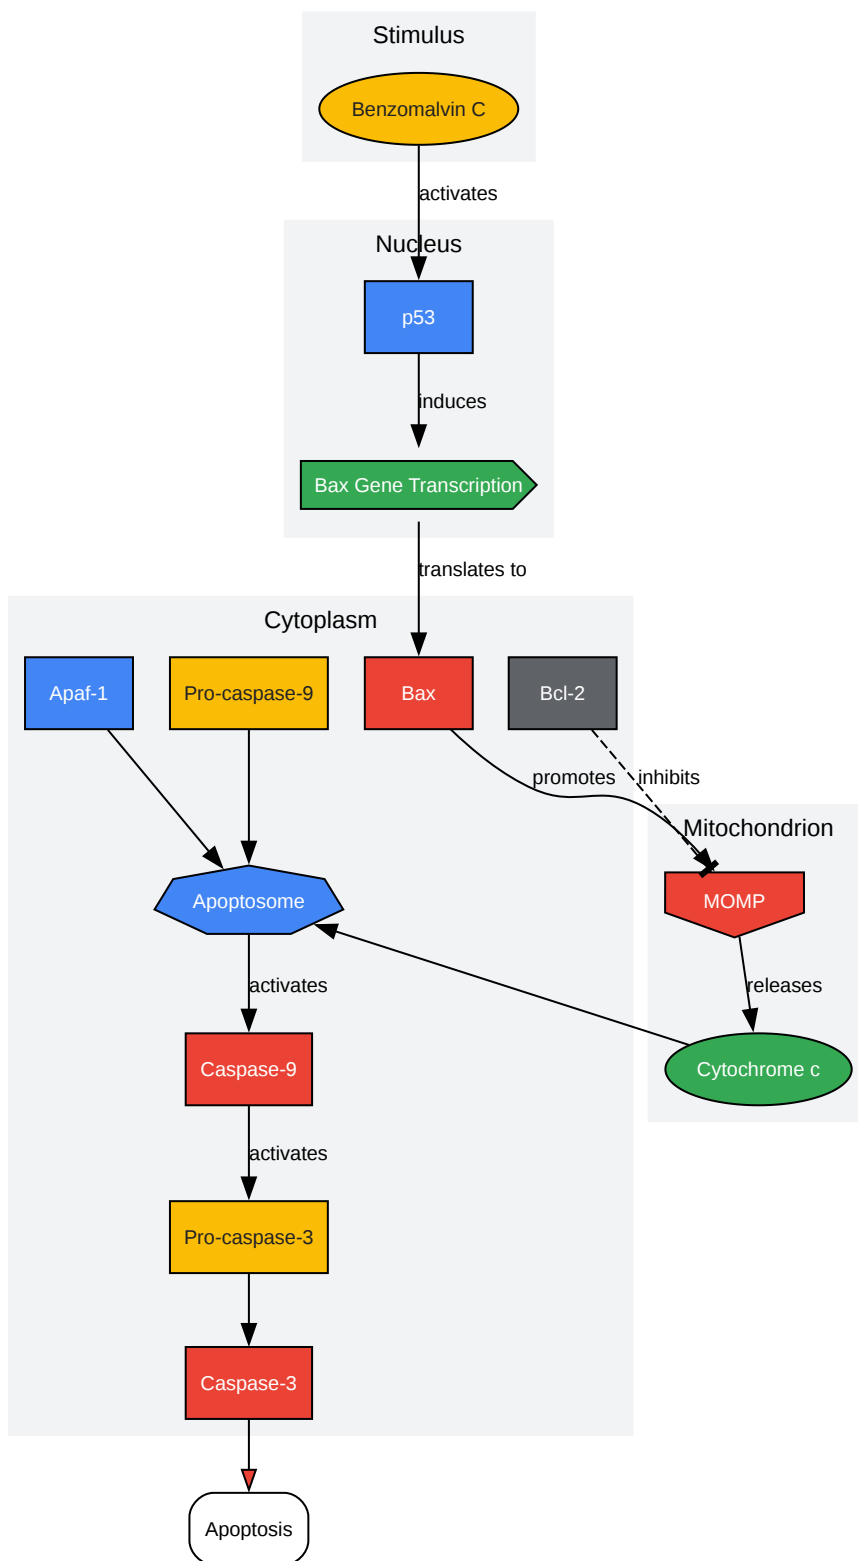 Stimulus
Benzomalvin C
activates
Nucleus
p53
induces
Bax Gene Transcription
translates to
Cytoplasm
Apaf-1
Pro-caspase-9
Bax
Bcl-2
promotes
inhibits
Mitochondrion
Apoptosome
MOMP
activates
releases
Caspase-9
Cytochrome c
activates
Pro-caspase-3
Caspase-3
Apoptosis